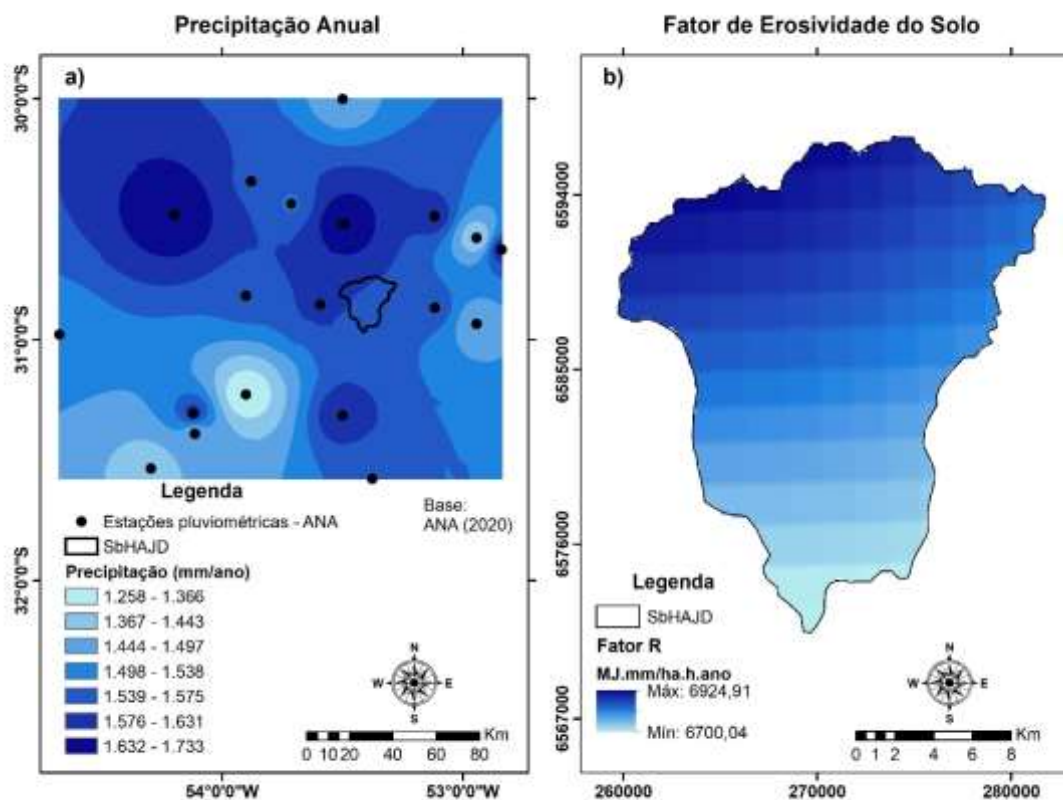 Precipitação Anual
a)
30°0'0"S
31°0'0"S
32°0'0"S
Legenda
Estações pluviométricas - ANA
SbHAJD
Base:
ANA (2020)
Precipitação (mm/ano)
1.258 - 1.366
1.367 - 1.443
1.444 - 1.497
1.498 - 1.538
1.539 - 1.575
1.576 - 1.631
1.632 - 1.733
N
W E
S
Km
0 10 20 40 60 80
54°0'0"W 53°0'0"W
Fator de Erosividade do Solo
b)
6594000
6585000
6576000
6567000
Legenda
SbHAJD
Fator R
MJ.mm/ha.h.ano
Máx: 6924,91
Mín: 6700,04
N
W E
S
Km
0 1 2 4 6 8
260000 270000 280000